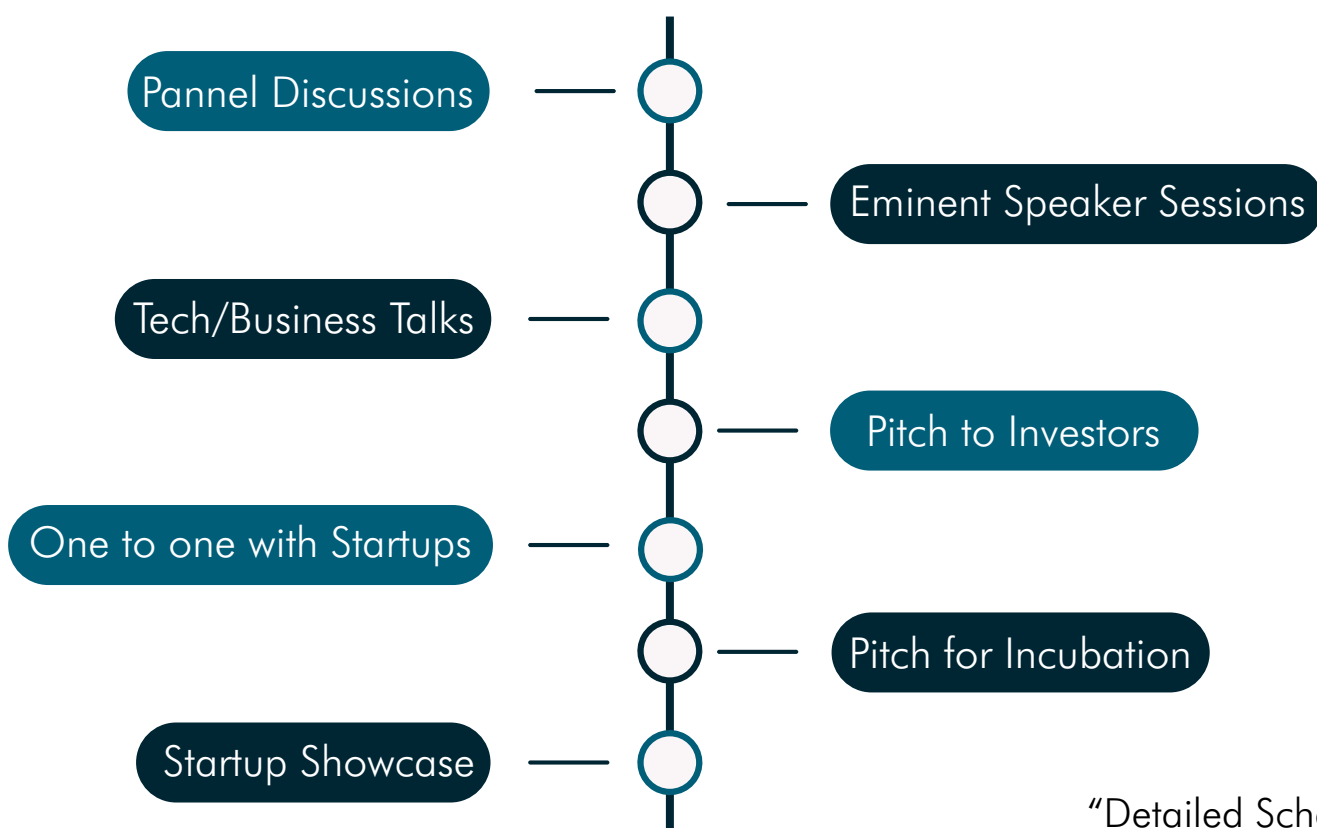 Pannel Discussions
Eminent Speaker Sessions
Tech/Business Talks
Pitch to Investors
One to one with Startups
Pitch for Incubation
Startup Showcase
"Detailed